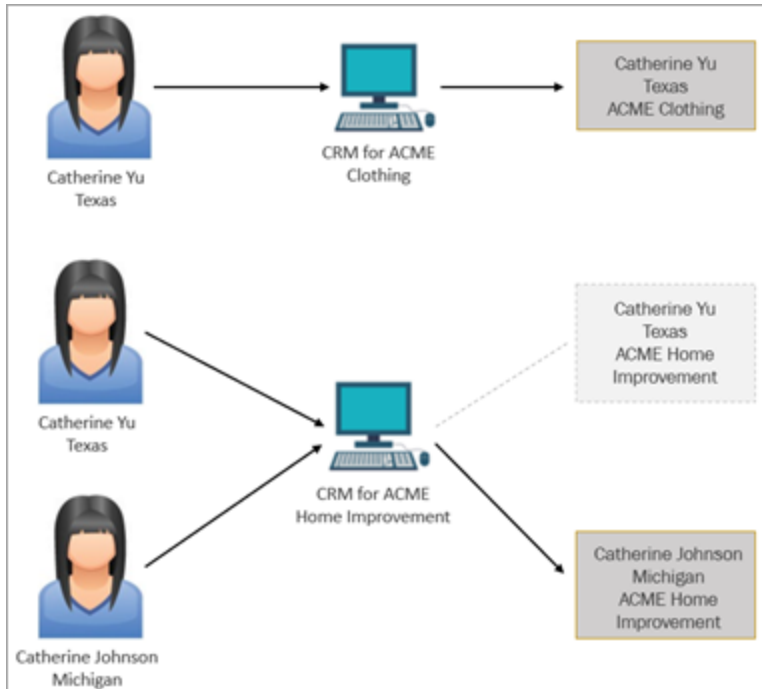 Catherine Yu
Texas
CRM for ACME
Clothing
Catherine Yu
Texas
ACME Clothing
Catherine Yu
Texas
Catherine Johnson
Michigan
CRM for ACME
Home Improvement
Catherine Yu
Texas
ACME Home
Improvement
Catherine Johnson
Michigan
ACME Home
Improvement